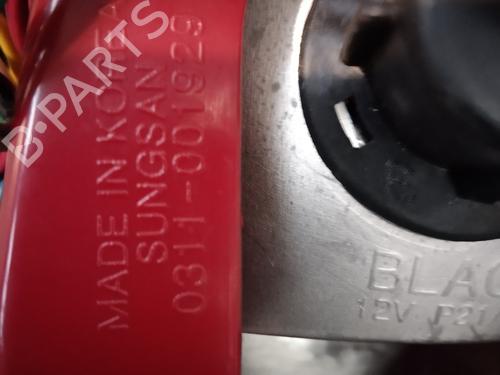 MADE IN KOREA
SUNGSAN
0311-001929
B·PARTS
BLAC
12V P21